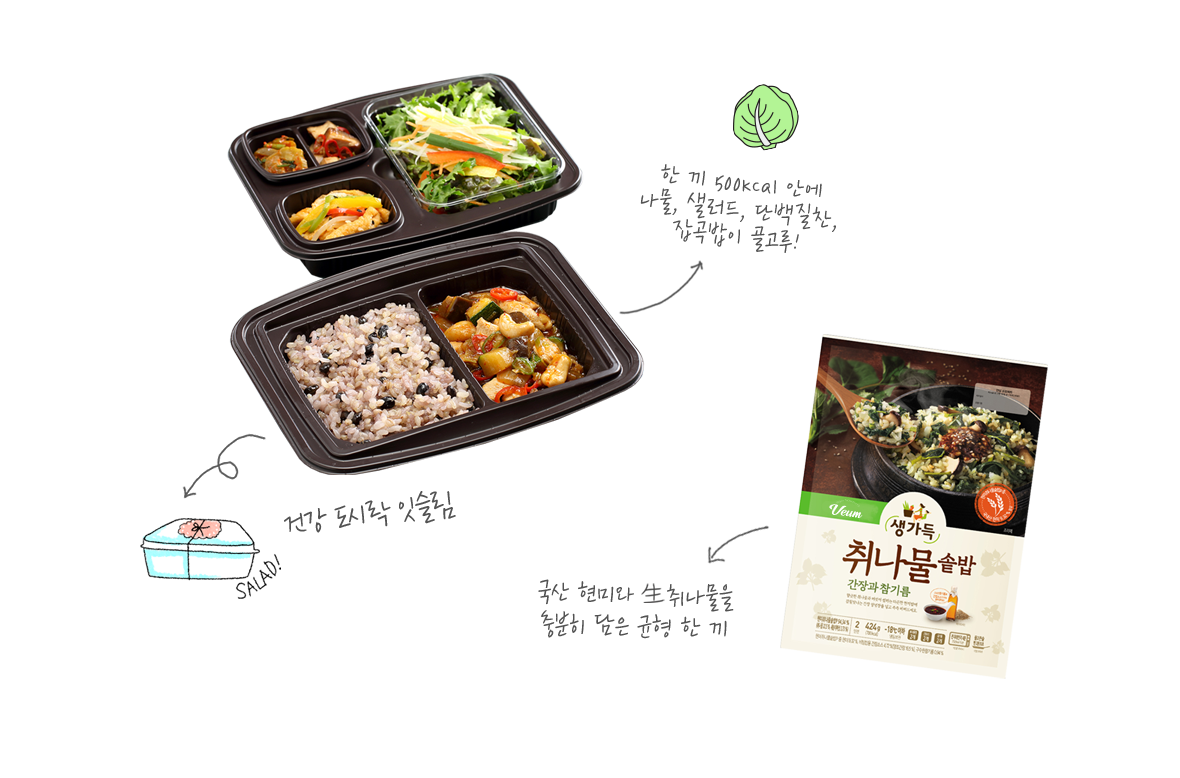 한 끼 500kcal 안에
나물, 샐러드, 단백질찬,
잡곡밥이 골고루!
건강 도시락 잇슬림
SALAD!
국산 현미와 生취나물을
충분히 담은 균형 한 끼
Veum
생가득
취나물솥밥
간장과 참기름
2 424g